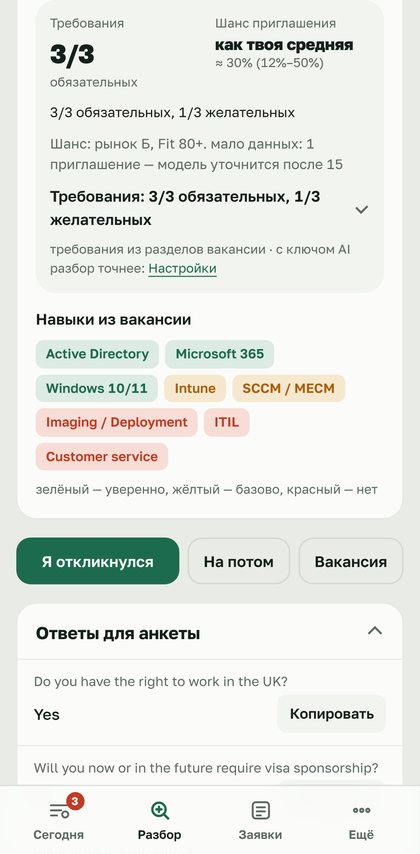 Требования
Шанс приглашения
3/3
как твоя средняя
≈ 30% (12%–50%)
обязательных
3/3 обязательных, 1/3 желательных
Шанс: рынок Б, Fit 80+. мало данных: 1
приглашение — модель уточнится после 15
Требования: 3/3 обязательных, 1/3
желательных
требования из разделов вакансии · с ключом AI
разбор точнее: Настройки
Навыки из вакансии
Active Directory
Microsoft 365
Windows 10/11
Intune
SCCM / MECM
Imaging / Deployment
ITIL
Customer service
зелёный — уверенно, жёлтый — базово, красный — нет
Я откликнулся
На потом
Вакансия
Ответы для анкеты
Do you have the right to work in the UK?
Yes
Копировать
Will you now or in the future require visa sponsorship?
3
Сегодня
Разбор
Заявки
Ещё